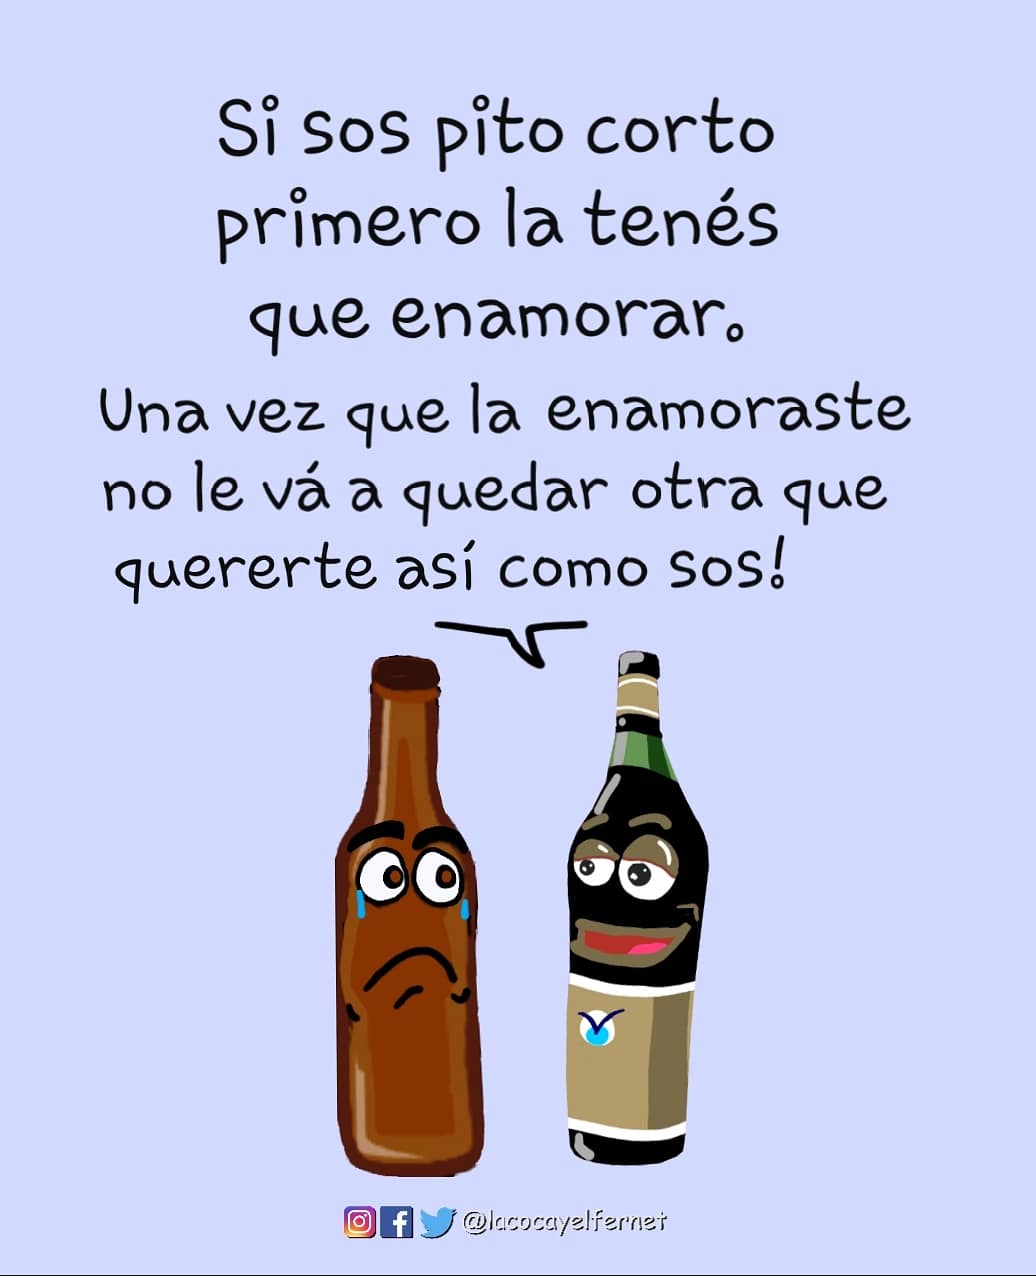 Si sos pito corto
primero la tenés
que enamorar.
Una vez que la enamoraste
no le vá a quedar otra que
quererte así como sos!
@lacocayelfernet